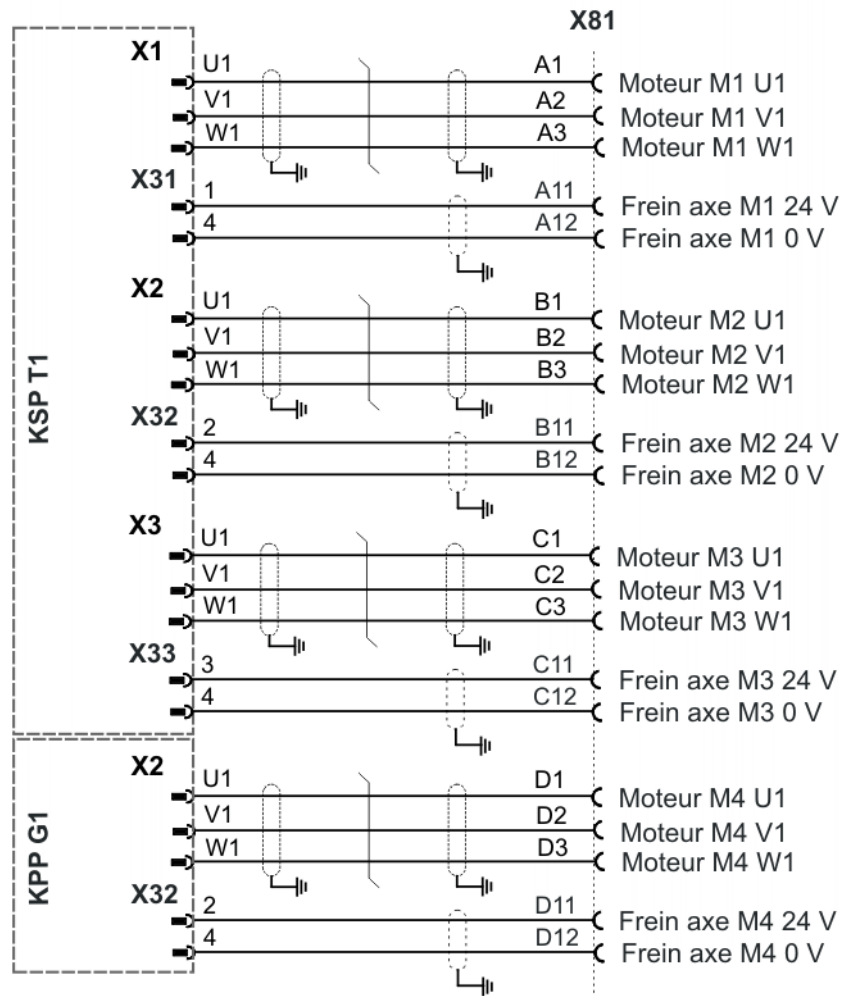 X81
KSP T1
X1
U1 A1 Moteur M1 U1
V1 A2 Moteur M1 V1
W1 A3 Moteur M1 W1
X31
1 A11 Frein axe M1 24 V
4 A12 Frein axe M1 0 V
X2
U1 B1 Moteur M2 U1
V1 B2 Moteur M2 V1
W1 B3 Moteur M2 W1
X32
2 B11 Frein axe M2 24 V
4 B12 Frein axe M2 0 V
X3
U1 C1 Moteur M3 U1
V1 C2 Moteur M3 V1
W1 C3 Moteur M3 W1
X33
3 C11 Frein axe M3 24 V
4 C12 Frein axe M3 0 V
KPP G1
X2
U1 D1 Moteur M4 U1
V1 D2 Moteur M4 V1
W1 D3 Moteur M4 W1
X32
2 D11 Frein axe M4 24 V
4 D12 Frein axe M4 0 V